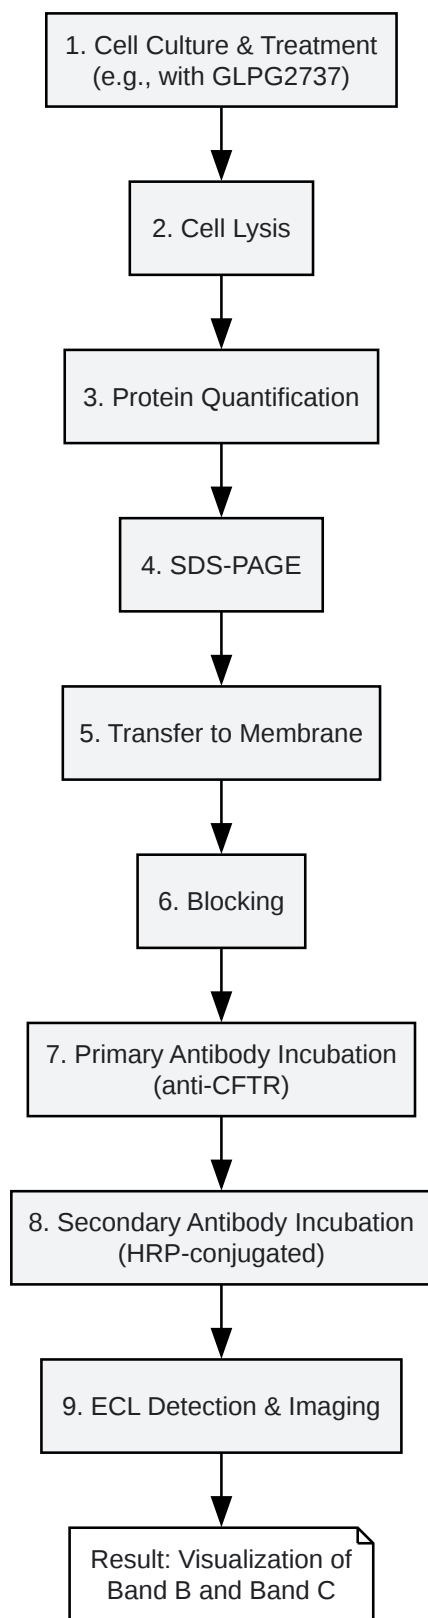 1. Cell Culture & Treatment
(e.g., with GLPG2737)
2. Cell Lysis
3. Protein Quantification
4. SDS-PAGE
5. Transfer to Membrane
6. Blocking
7. Primary Antibody Incubation
(anti-CFTR)
8. Secondary Antibody Incubation
(HRP-conjugated)
9. ECL Detection & Imaging
Result: Visualization of
Band B and Band C